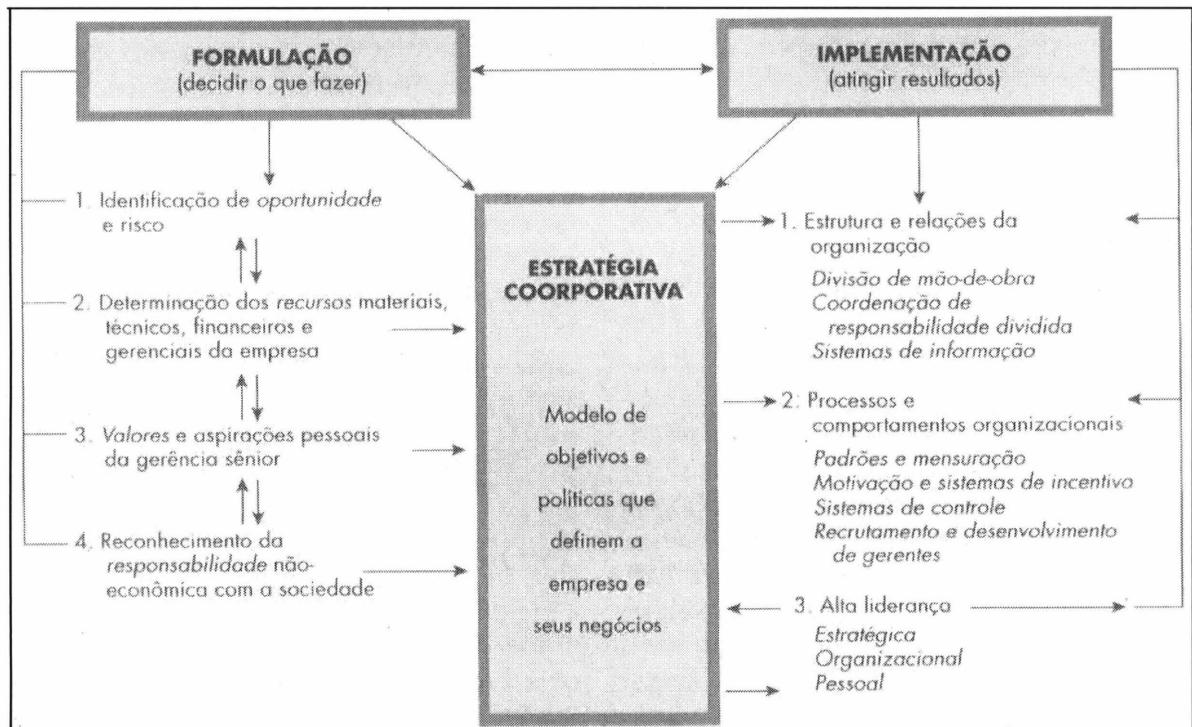 FORMULAÇÃO
(decidir o que fazer)
IMPLEMENTAÇÃO
(atingir resultados)
1. Identificação de oportunidade
e risco
2. Determinação dos recursos materiais,
técnicos, financeiros e
gerenciais da empresa
3. Valores e aspirações pessoais
da gerência sênior
4. Reconhecimento da
responsabilidade não-
econômica com a sociedade
ESTRATÉGIA
COORPORATIVA
Modelo de
objetivos e
políticas que
definem a
empresa e
seus negócios
1. Estrutura e relações da
organização
Divisão de mão-de-obra
Coordenação de
responsabilidade dividida
Sistemas de informação
2. Processos e
comportamentos organizacionais
Padrões e mensuração
Motivação e sistemas de incentivo
Sistemas de controle
Recrutamento e desenvolvimento
de gerentes
3. Alta liderança
Estratégica
Organizacional
Pessoal